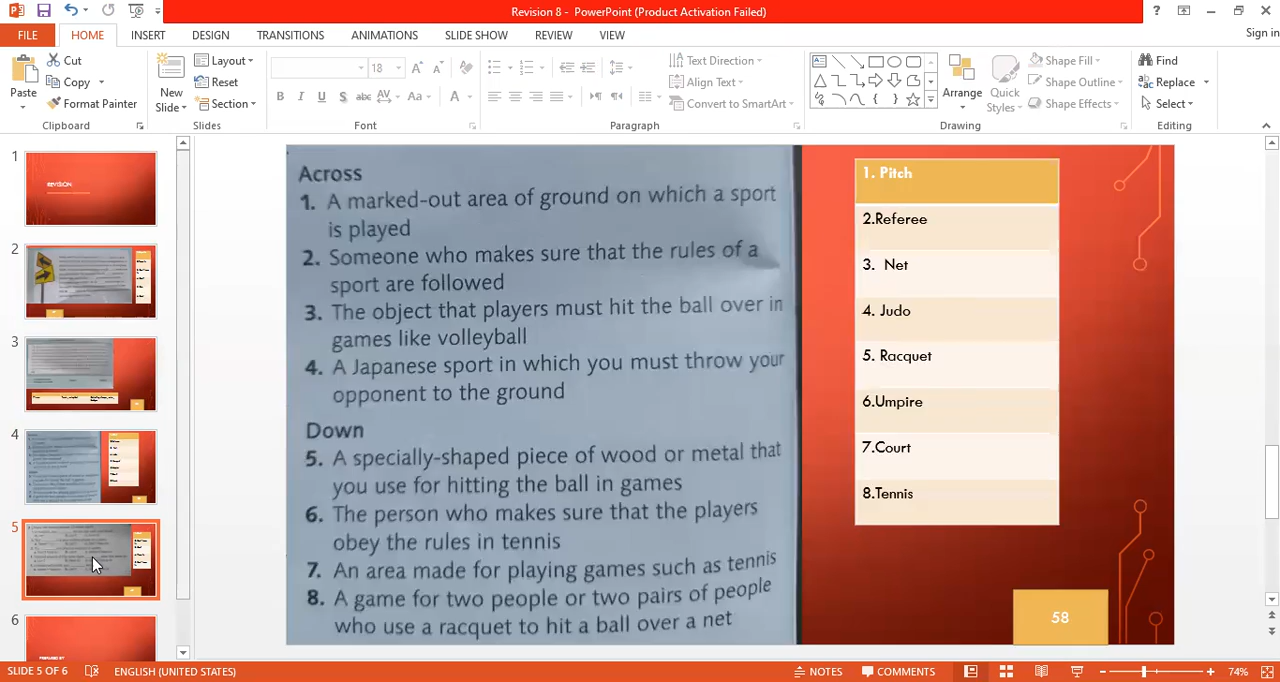 Revision 8 - PowerPoint (Product Activation Failed)
FILE
HOME
INSERT
DESIGN
TRANSITIONS
ANIMATIONS
SLIDE SHOW
REVIEW
VIEW
Sign in
Paste
Cut
Copy
Format Painter
Clipboard
New Slide
Layout
Reset
Section
Slides
18
Font
Text Direction
Align Text
Convert to SmartArt
Paragraph
Arrange
Quick Styles
Shape Fill
Shape Outline
Shape Effects
Drawing
Find
Replace
Select
Editing
1
REVISION
2
3
4
5
6
Across
1. A marked-out area of ground on which a sport
is played
2. Someone who makes sure that the rules of a
sport are followed
3. The object that players must hit the ball over in
games like volleyball
4. A Japanese sport in which you must throw your
opponent to the ground
Down
5. A specially-shaped piece of wood or metal that
you use for hitting the ball in games
6. The person who makes sure that the players
obey the rules in tennis
7. An area made for playing games such as tennis
8. A game for two people or two pairs of people
who use a racquet to hit a ball over a net
1. Pitch
2.Referee
3. Net
4. Judo
5. Racquet
6.Umpire
7.Court
8.Tennis
58
SLIDE 5 OF 6
ENGLISH (UNITED STATES)
NOTES
COMMENTS
74%